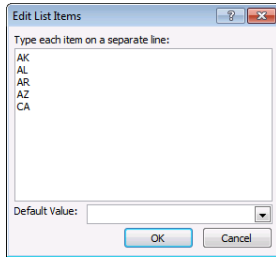 Edit List Items
Type each item on a separate line:
AK
AL
AR
AZ
CA
Default Value:
OK Cancel